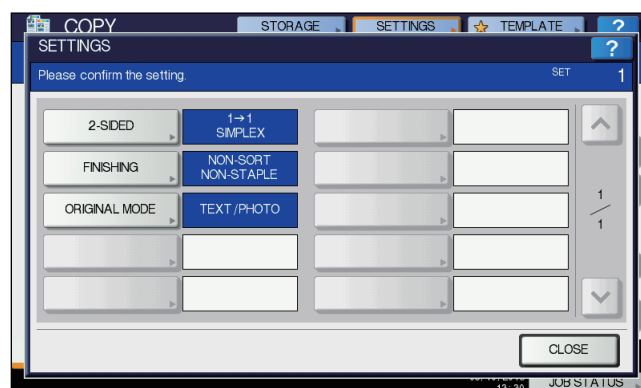 COPY
STORAGE
SETTINGS
TEMPLATE
?
SETTINGS
?
Please confirm the setting.
SET 1
2-SIDED
1→1
SIMPLEX
FINISHING
NON-SORT
NON-STAPLE
ORIGINAL MODE
TEXT/PHOTO
1
1
CLOSE
JOB STATUS